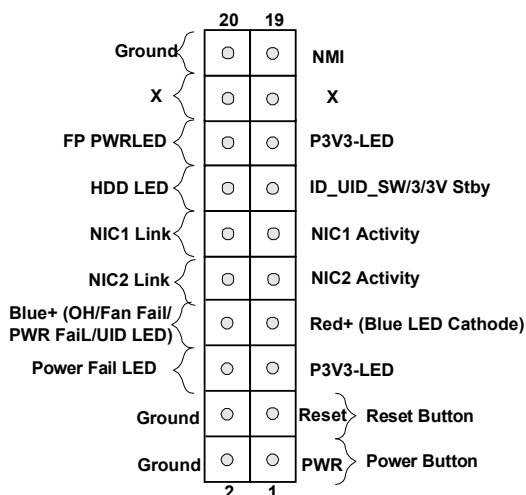 20 19
Ground NMI
X X
FP PWRLED P3V3-LED
HDD LED ID_UID_SW/3/3V Stby
NIC1 Link NIC1 Activity
NIC2 Link NIC2 Activity
Blue+ (OH/Fan Fail/
PWR FaiL/UID LED) Red+ (Blue LED Cathode)
Power Fail LED P3V3-LED
Ground Reset Reset Button
Ground PWR Power Button
2 1